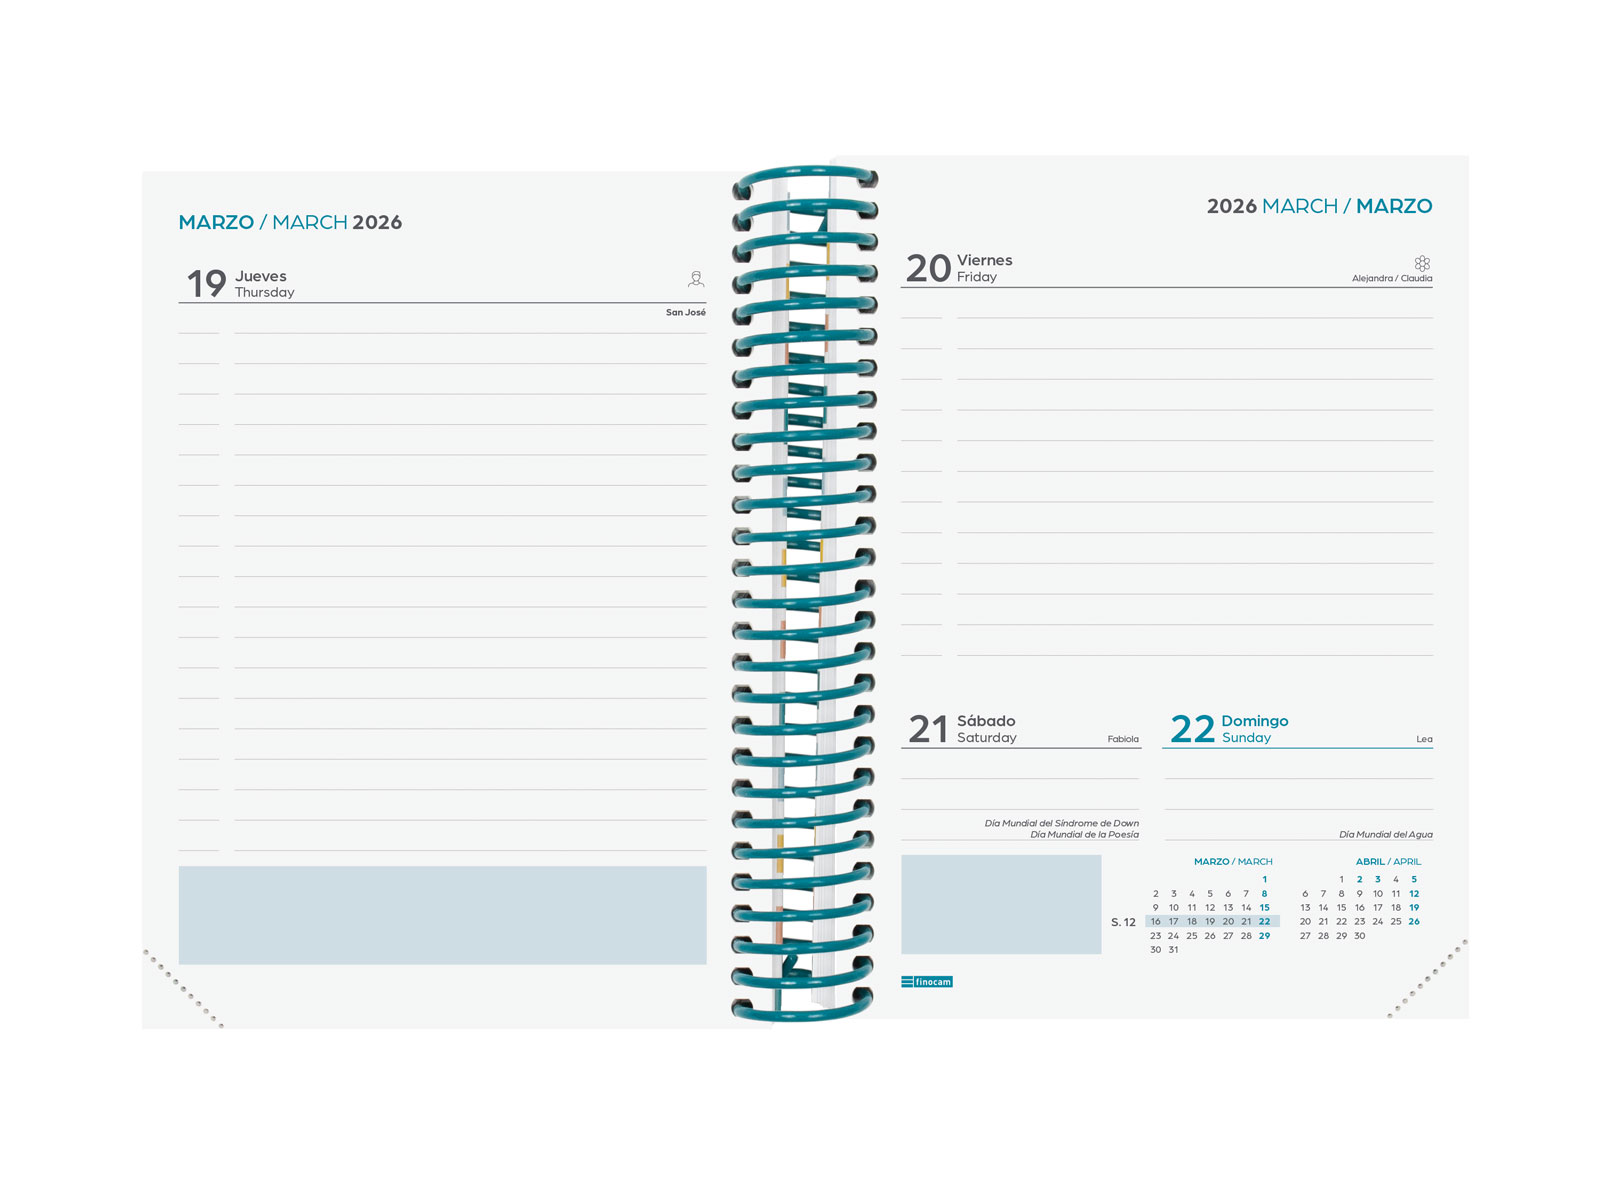 MARZO / MARCH 2026
19 Jueves
Thursday
San José
2026 MARCH / MARZO
20 Viernes
Friday
Alejandra / Claudia
21 Sábado
Saturday
Fabiola
Día Mundial del Síndrome de Down
Día Mundial de la Poesía
22 Domingo
Sunday
Lea
Día Mundial del Agua
MARZO / MARCH
1
2 3 4 5 6 7 8
9 10 11 12 13 14 15
S. 12 16 17 18 19 20 21 22
23 24 25 26 27 28 29
30 31
ABRIL / APRIL
1 2 3 4 5
6 7 8 9 10 11 12
13 14 15 16 17 18 19
20 21 22 23 24 25 26
27 28 29 30
finocam